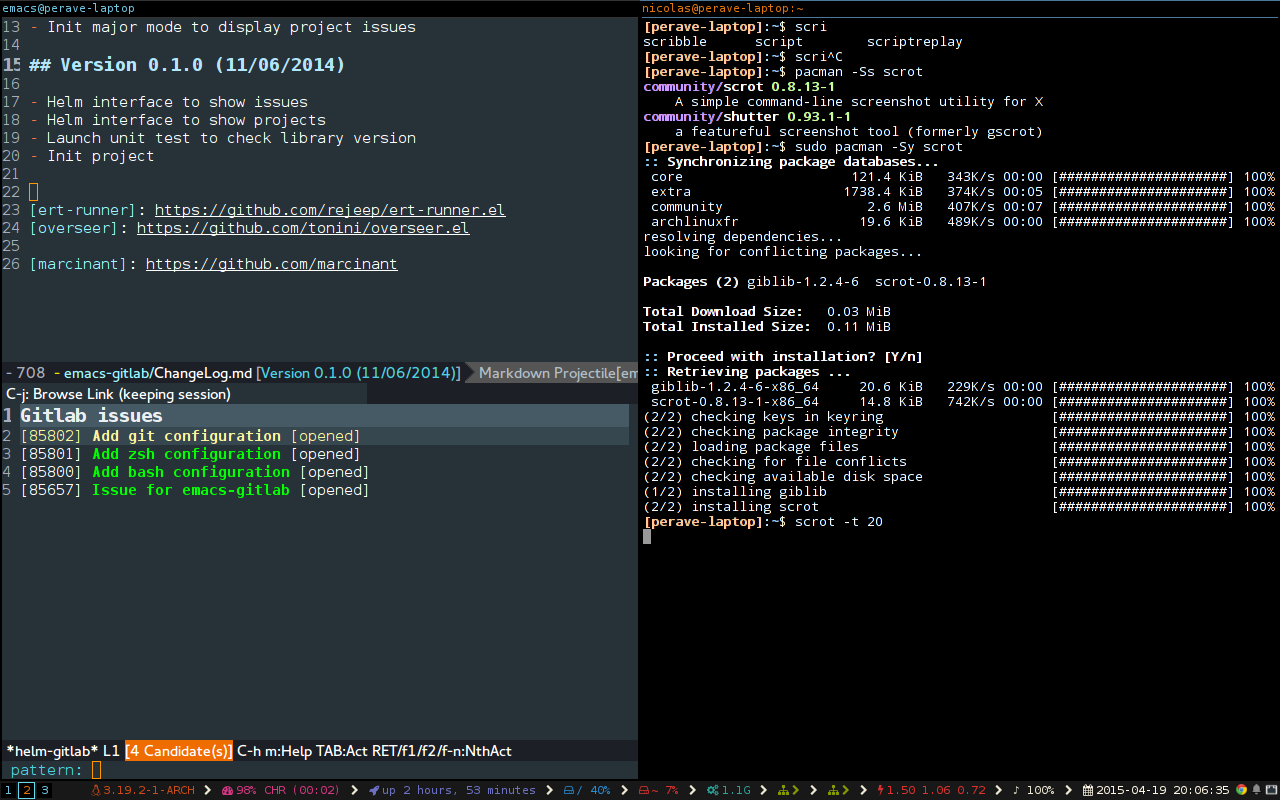 emacs@perave-laptop
13 - Init major mode to display project issues
14
15 ## Version 0.1.0 (11/06/2014)
16
17 - Helm interface to show issues
18 - Helm interface to show projects
19 - Launch unit test to check library version
20 - Init project
21
22
23 [ert-runner]: https://github.com/rejeep/ert-runner.el
24 [overseer]: https://github.com/tonini/overseer.el
25
26 [marcinant]: https://github.com/marcinant
- 708 - emacs-gitlab/ChangeLog.md [Version 0.1.0 (11/06/2014)] Markdown Projectile[em
C-j: Browse Link (keeping session)
1 Gitlab issues
2 [85802] Add git configuration [opened]
3 [85801] Add zsh configuration [opened]
4 [85800] Add bash configuration [opened]
5 [85657] Issue for emacs-gitlab [opened]
*helm-gitlab* L1 [4 Candidate(s)] C-h m:Help TAB:Act RET/f1/f2/f-n:NthAct
pattern:
nicolas@perave-laptop:~
[perave-laptop]:~$ scri
scribble script scriptreplay
[perave-laptop]:~$ scri^C
[perave-laptop]:~$ pacman -Ss scrot
community/scrot 0.8.13-1
A simple command-line screenshot utility for X
community/shutter 0.93.1-1
a featureful screenshot tool (formerly gscrot)
[perave-laptop]:~$ sudo pacman -Sy scrot
:: Synchronizing package databases...
core 121.4 KiB 343K/s 00:00 [#####################] 100%
extra 1738.4 KiB 374K/s 00:05 [#####################] 100%
community 2.6 MiB 407K/s 00:07 [#####################] 100%
archlinuxfr 19.6 KiB 489K/s 00:00 [#####################] 100%
resolving dependencies...
looking for conflicting packages...
Packages (2) giblib-1.2.4-6 scrot-0.8.13-1
Total Download Size: 0.03 MiB
Total Installed Size: 0.11 MiB
:: Proceed with installation? [Y/n]
:: Retrieving packages ...
giblib-1.2.4-6-x86_64 20.6 KiB 229K/s 00:00 [#####################] 100%
scrot-0.8.13-1-x86_64 14.8 KiB 742K/s 00:00 [#####################] 100%
(2/2) checking keys in keyring [#####################] 100%
(2/2) checking package integrity [#####################] 100%
(2/2) loading package files [#####################] 100%
(2/2) checking for file conflicts [#####################] 100%
(2/2) checking available disk space [#####################] 100%
(1/2) installing giblib [#####################] 100%
(2/2) installing scrot [#####################] 100%
[perave-laptop]:~$ scrot -t 20
1 2 3 3.19.2-1-ARCH 98% CHR (00:02) up 2 hours, 53 minutes / 40% ~ 7% 1.1G 1.50 1.06 0.72 ♪ 100% 2015-04-19 20:06:35